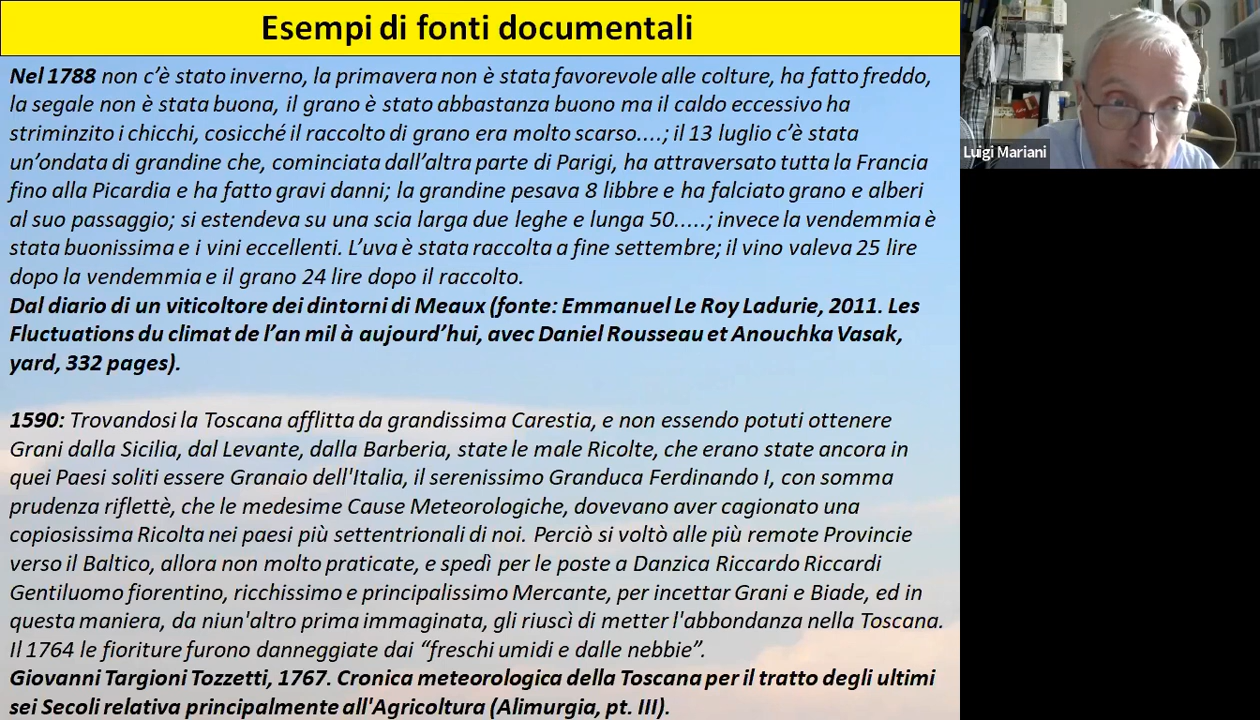 Esempi di fonti documentali
Nel 1788 non c’è stato inverno, la primavera non è stata favorevole alle colture, ha fatto freddo,
la segale non è stata buona, il grano è stato abbastanza buono ma il caldo eccessivo ha
striminzito i chicchi, cosicché il raccolto di grano era molto scarso....; il 13 luglio c’è stata
un’ondata di grandine che, cominciata dall’altra parte di Parigi, ha attraversato tutta la Francia
fino alla Picardia e ha fatto gravi danni; la grandine pesava 8 libbre e ha falciato grano e alberi
al suo passaggio; si estendeva su una scia larga due leghe e lunga 50.....; invece la vendemmia è
stata buonissima e i vini eccellenti. L’uva è stata raccolta a fine settembre; il vino valeva 25 lire
dopo la vendemmia e il grano 24 lire dopo il raccolto.
Dal diario di un viticoltore dei dintorni di Meaux (fonte: Emmanuel Le Roy Ladurie, 2011. Les
Fluctuations du climat de l’an mil à aujourd’hui, avec Daniel Rousseau et Anouchka Vasak,
yard, 332 pages).
1590: Trovandosi la Toscana afflitta da grandissima Carestia, e non essendo potuti ottenere
Grani dalla Sicilia, dal Levante, dalla Barberia, state le male Ricolte, che erano state ancora in
quei Paesi soliti essere Granaio dell'Italia, il serenissimo Granduca Ferdinando I, con somma
prudenza riflettè, che le medesime Cause Meteorologiche, dovevano aver cagionato una
copiosissima Ricolta nei paesi più settentrionali di noi. Perciò si voltò alle più remote Provincie
verso il Baltico, allora non molto praticate, e spedì per le poste a Danzica Riccardo Riccardi
Gentiluomo fiorentino, ricchissimo e principalissimo Mercante, per incettar Grani e Biade, ed in
questa maniera, da niun'altro prima immaginata, gli riuscì di metter l'abbondanza nella Toscana.
Il 1764 le fioriture furono danneggiate dai “freschi umidi e dalle nebbie”.
Giovanni Targioni Tozzetti, 1767. Cronica meteorologica della Toscana per il tratto degli ultimi
sei Secoli relativa principalmente all'Agricoltura (Alimurgia, pt. III).
Luigi Mariani